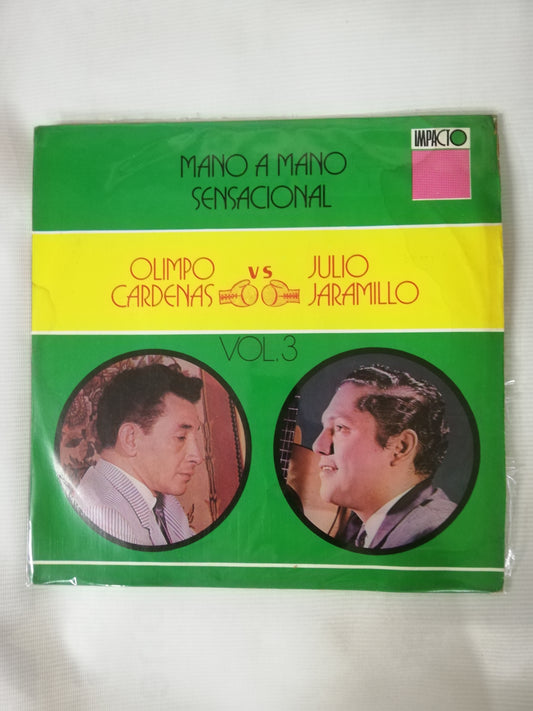 IMPACTO
MANO A MANO
SENSACIONAL
OLIMPO VS JULIO
CARDENAS JARAMILLO
VOL.3